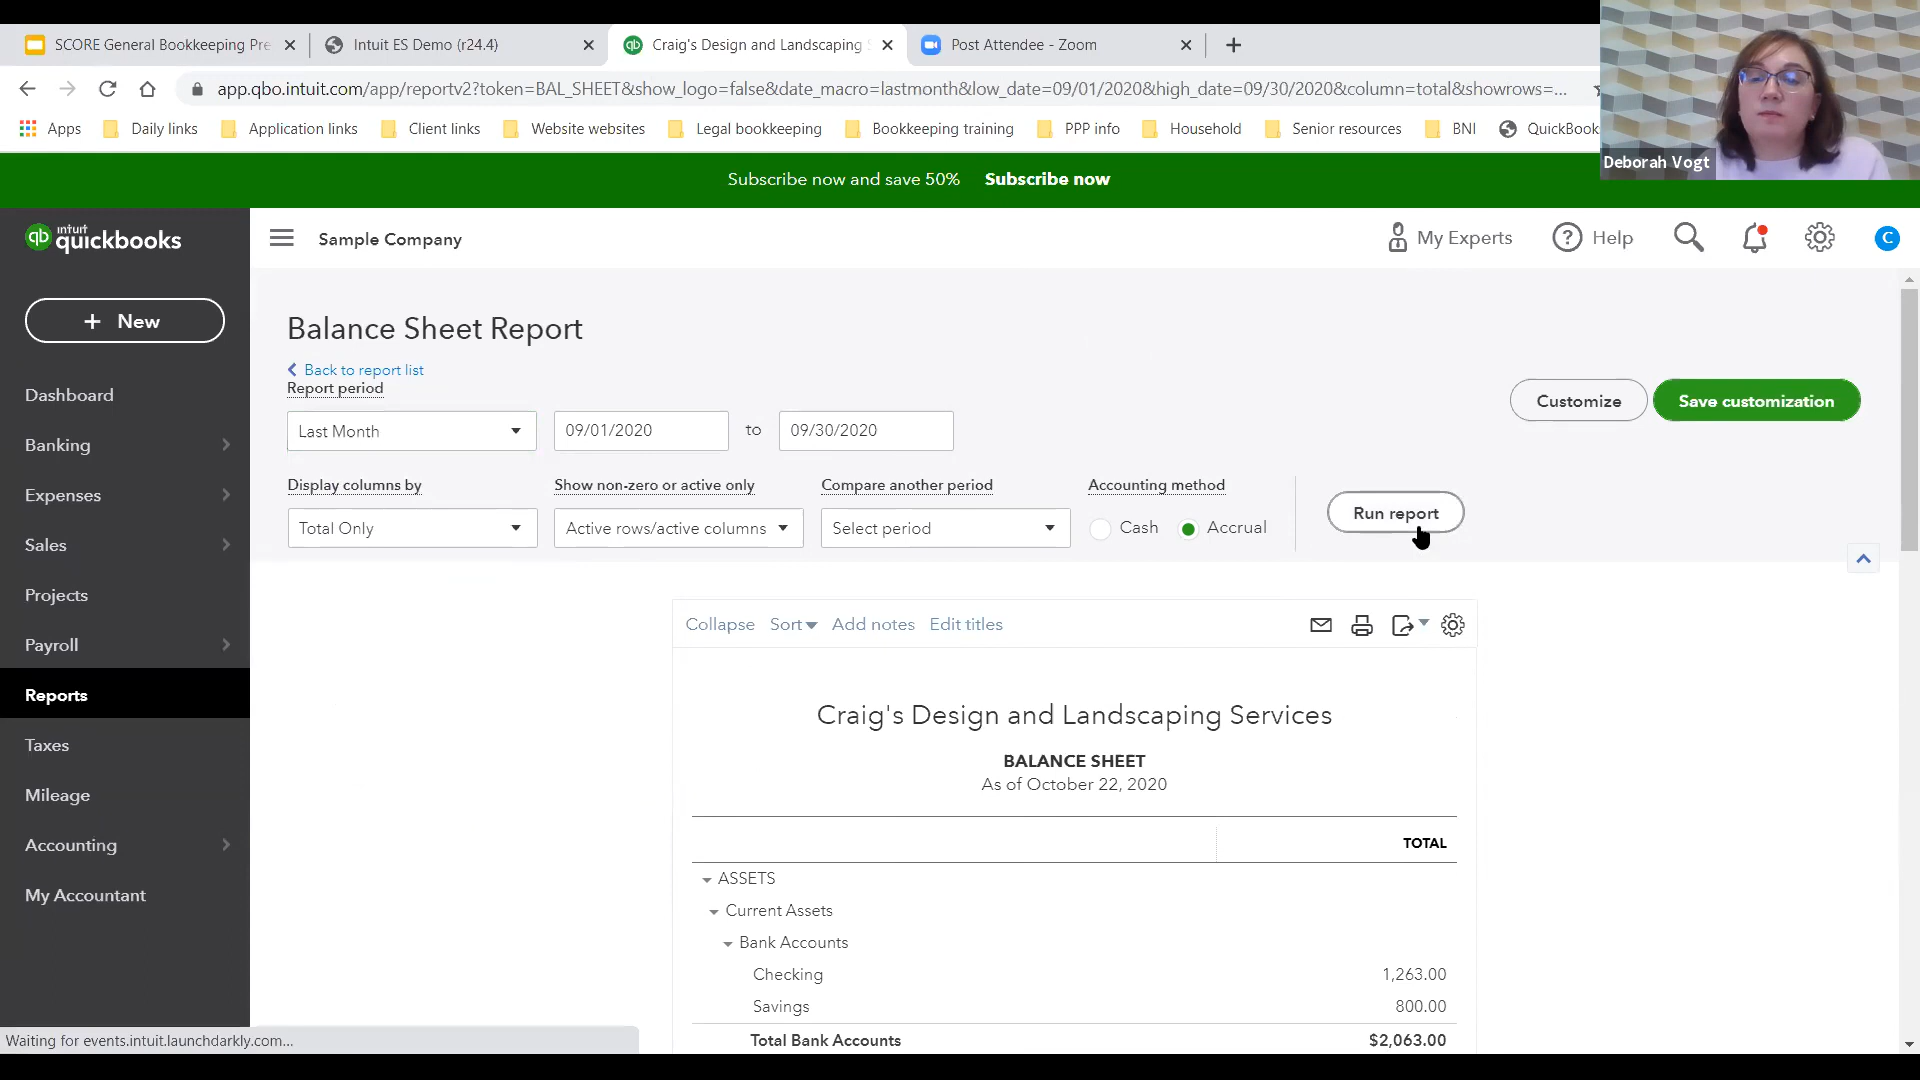 SCORE General Bookkeeping Pre
Intuit ES Demo (r24.4)
Craig's Design and Landscaping S
Post Attendee - Zoom
app.qbo.intuit.com/app/reportv2?token=BAL_SHEET&show_logo=false&date_macro=lastmonth&low_date=09/01/2020&high_date=09/30/2020&column=total&showrows=...
Apps
Daily links
Application links
Client links
Website websites
Legal bookkeeping
Bookkeeping training
PPP info
Household
Senior resources
BNI
QuickBook
Deborah Vogt
Subscribe now and save 50% Subscribe now
intuit
quickbooks
Sample Company
My Experts
Help
C
+ New
Dashboard
Banking
Expenses
Sales
Projects
Payroll
Reports
Taxes
Mileage
Accounting
My Accountant
Balance Sheet Report
Back to report list
Report period
Last Month
09/01/2020 to 09/30/2020
Customize
Save customization
Display columns by
Total Only
Show non-zero or active only
Active rows/active columns
Compare another period
Select period
Accounting method
Cash
Accrual
Run report
Collapse Sort Add notes Edit titles
Craig's Design and Landscaping Services
BALANCE SHEET
As of October 22, 2020
TOTAL
ASSETS
Current Assets
Bank Accounts
Checking 1,263.00
Savings 800.00
Total Bank Accounts $2,063.00
Waiting for events.intuit.launchdarkly.com...